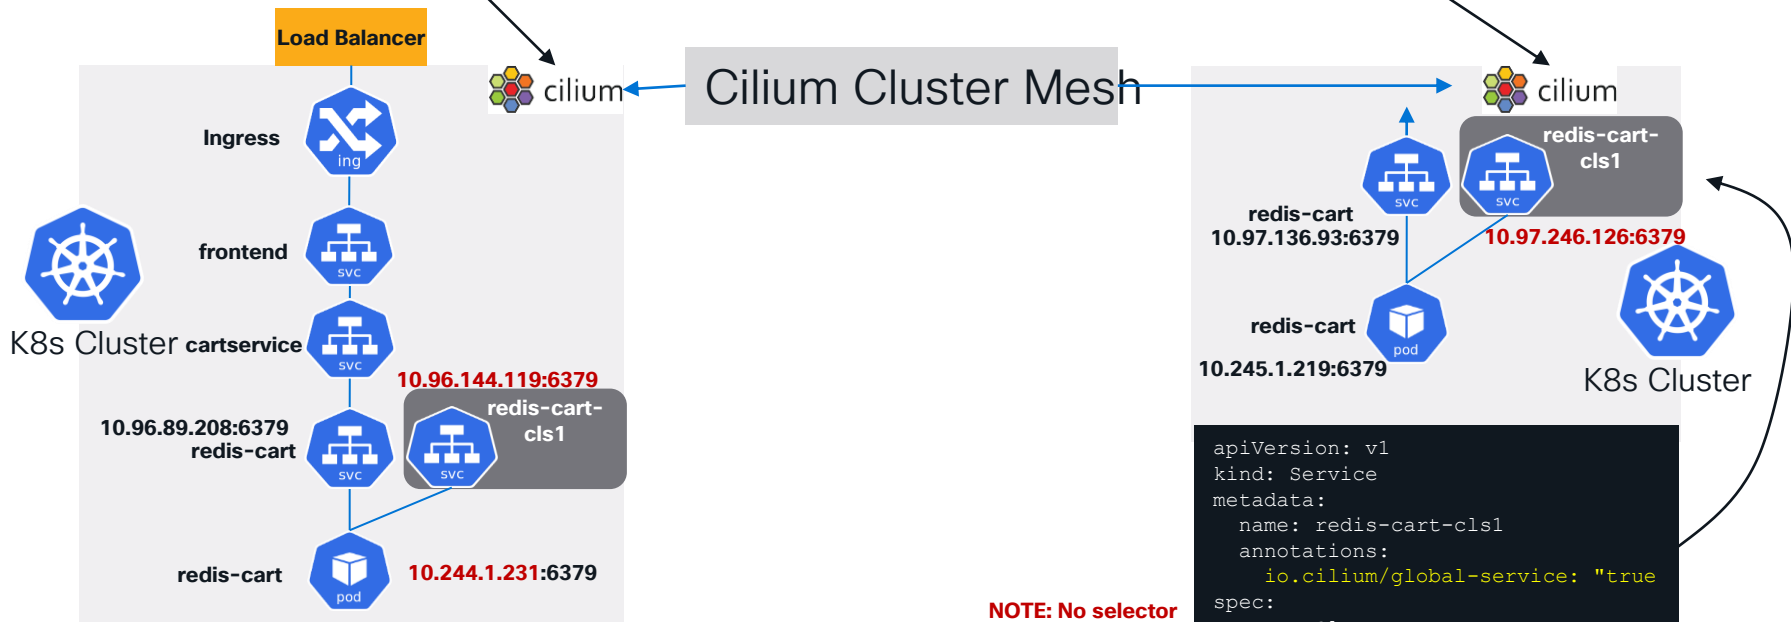 Load Balancer
cilium
Cilium Cluster Mesh
cilium
Ingress
ing
redis-cart-
cls1
svc
svc
redis-cart
10.97.136.93:6379
10.97.246.126:6379
frontend
svc
K8s Cluster
cartservice
svc
redis-cart
pod
10.245.1.219:6379
K8s Cluster
10.96.144.119:6379
redis-cart-
cls1
10.96.89.208:6379
redis-cart
svc
svc
redis-cart
pod
10.244.1.231:6379
NOTE: No selector
apiVersion: v1
kind: Service
metadata:
name: redis-cart-cls1
annotations:
io.cilium/global-service: "true
spec: